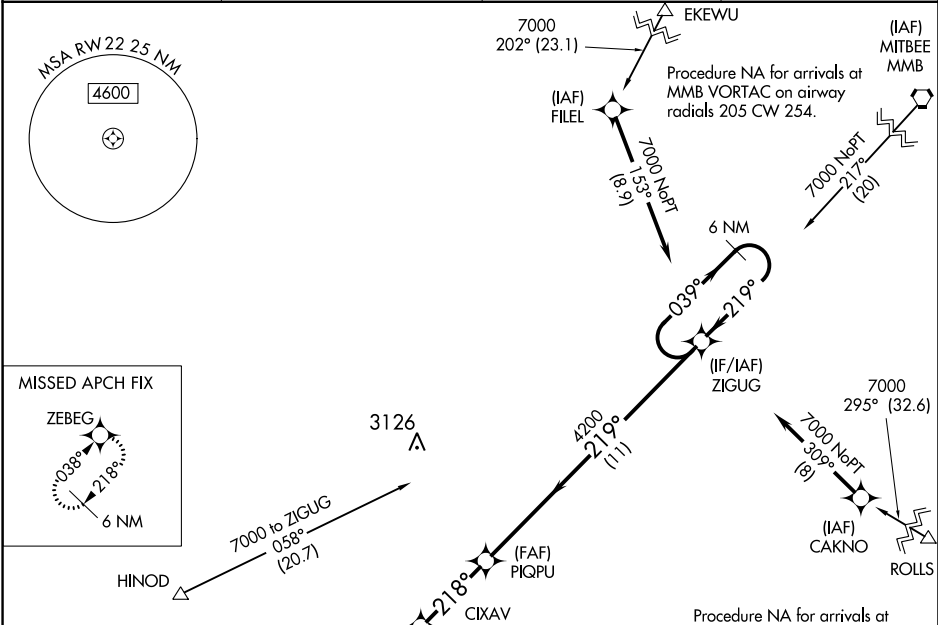 MSA RW 22 25 NM
4600
7000
202° (23.1)
EKEWU
(IAF)
FILEL
Procedure NA for arrivals at
MMB VORTAC on airway
radials 205 CW 254.
(IAF)
MITBEE
MMB
7000 NoPT
153°
(8.9)
7000 NoPT
217°
(20)
6 NM
039°
219°
(IF/IAF)
ZIGUG
MISSED APCH FIX
ZEBEG
038°
218°
6 NM
3126
4200
219°
(11)
7000
295° (32.6)
7000 NoPT
309°
(8)
(IAF)
CAKNO
ROLLS
7000 to ZIGUG
058°
(20.7)
HINOD
(FAF)
PIQPU
218°
CIXAV
Procedure NA for arrivals at